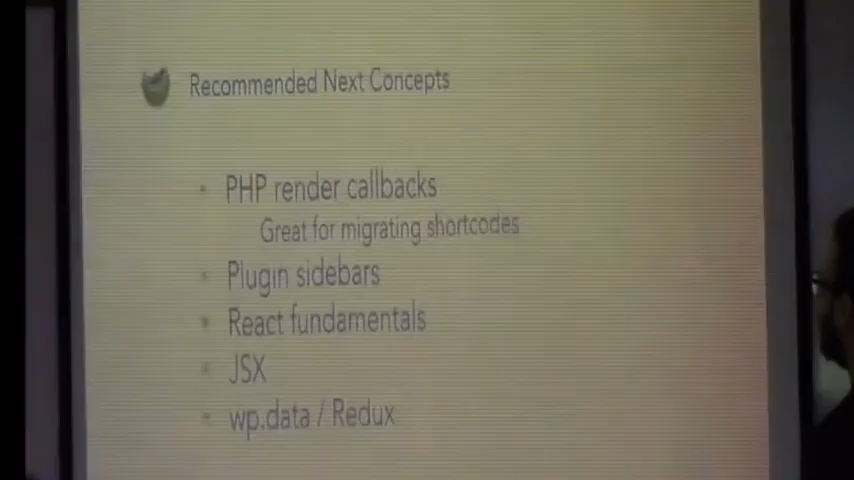 Recommended Next Concepts
PHP render callbacks
Great for migrating shortcodes
Plugin sidebars
React fundamentals
JSX
wp.data / Redux